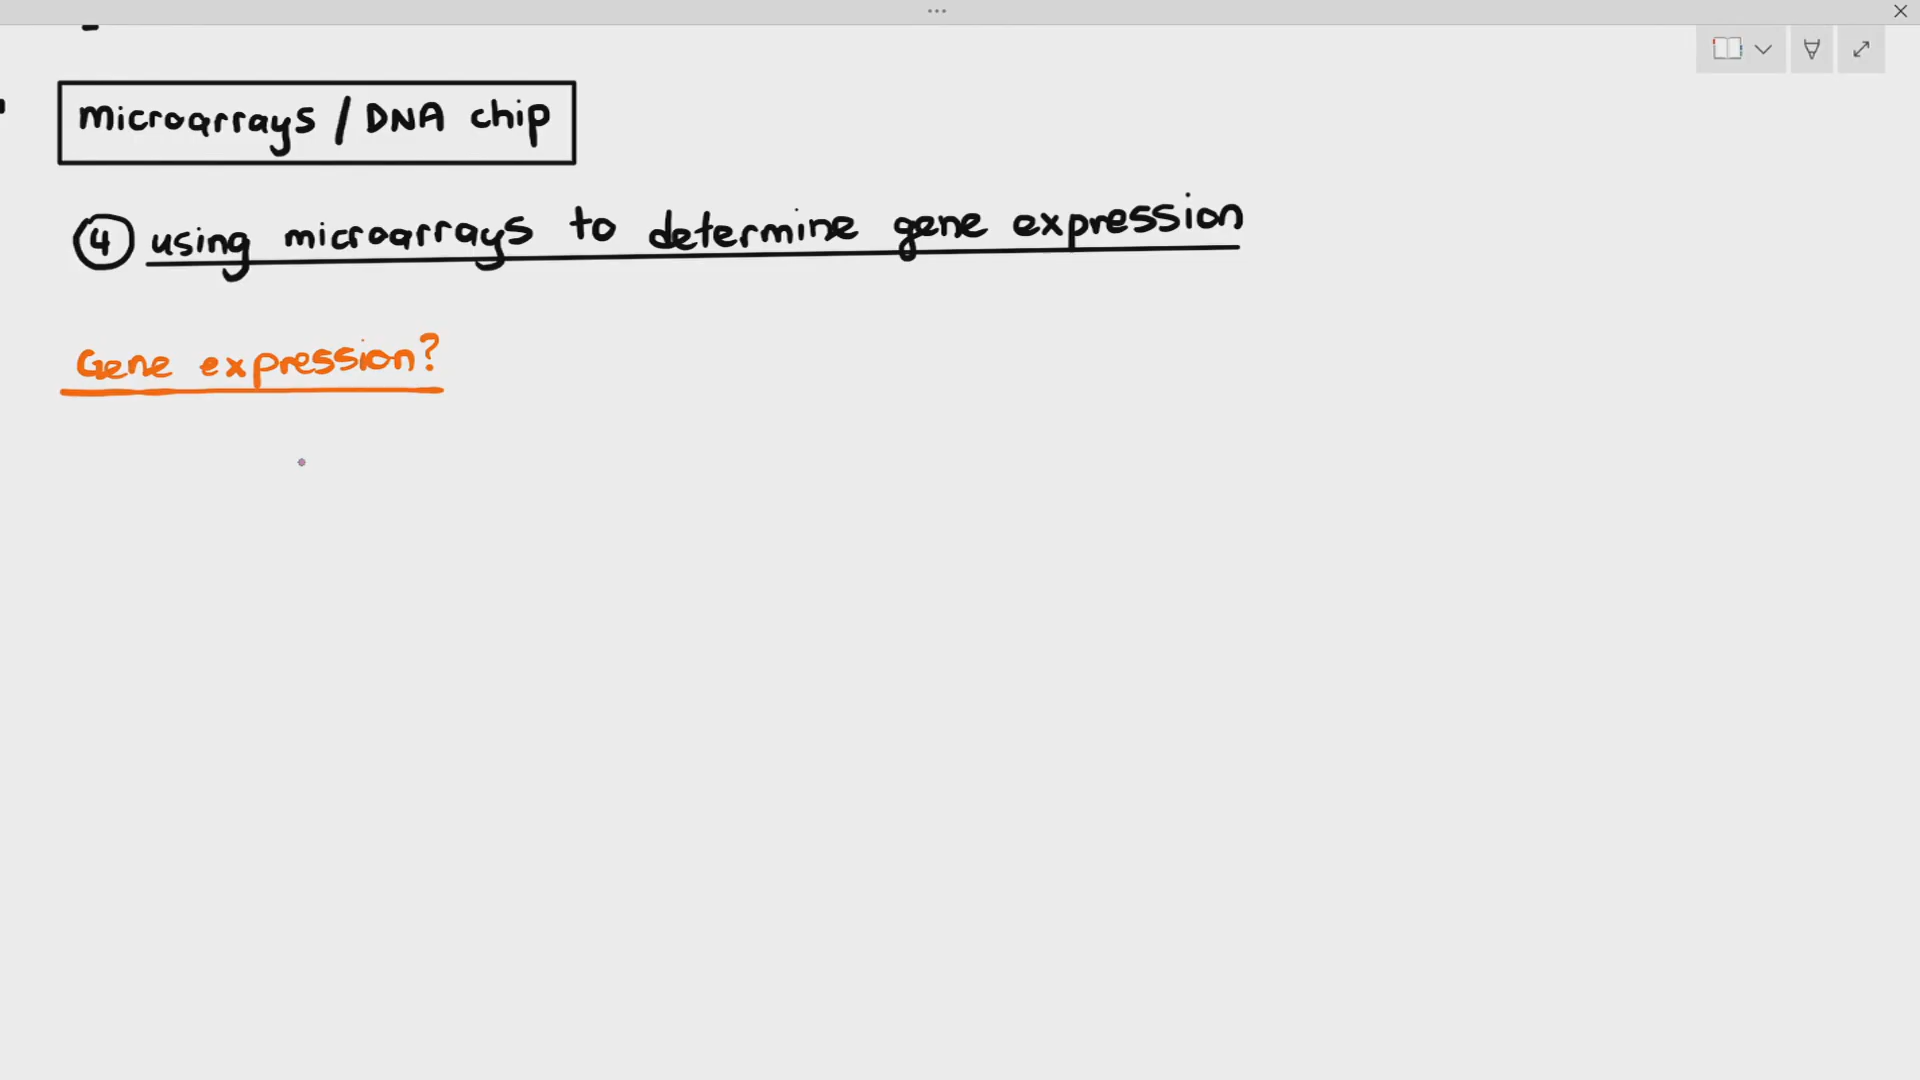 microarrays / DNA chip
④ using microarrays to determine gene expression
Gene expression?